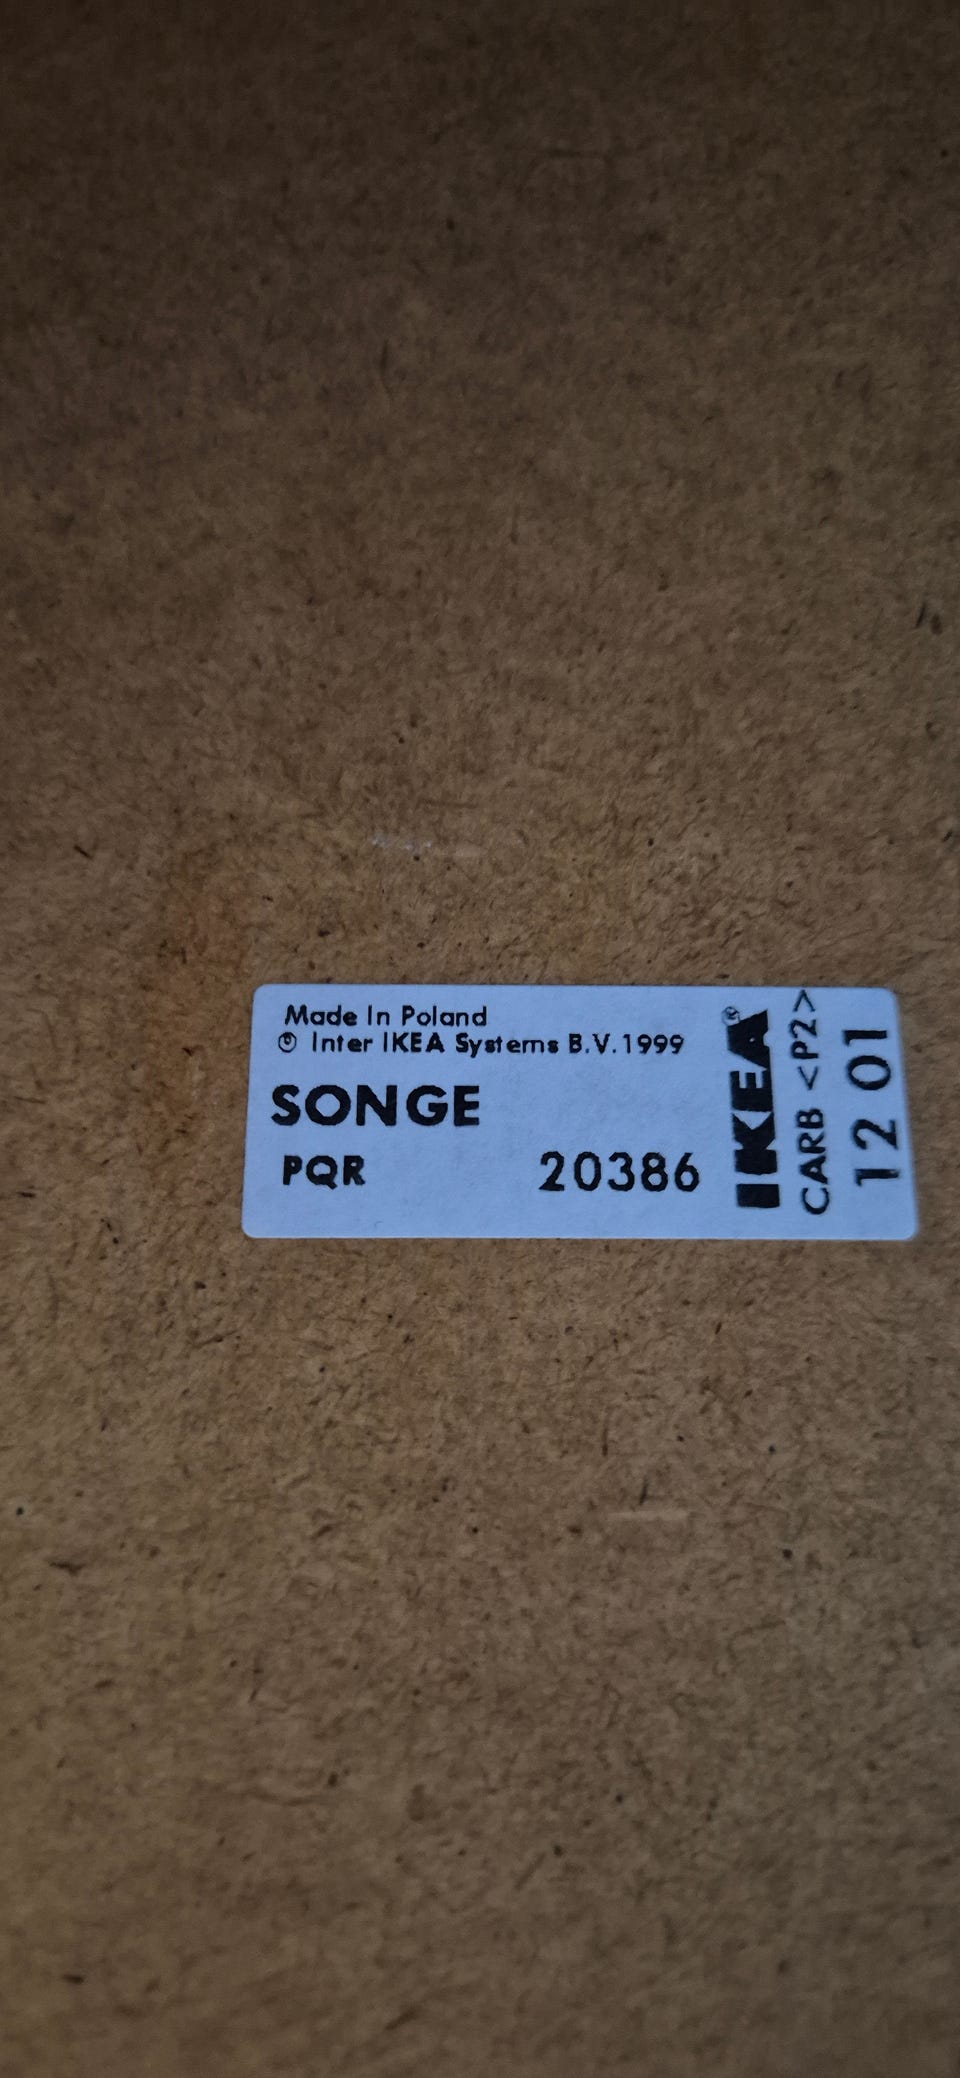 Made In Poland
© Inter IKEA Systems B.V.1999
SONGE
PQR 20386
IKEA®
CARB <P2>
12 01